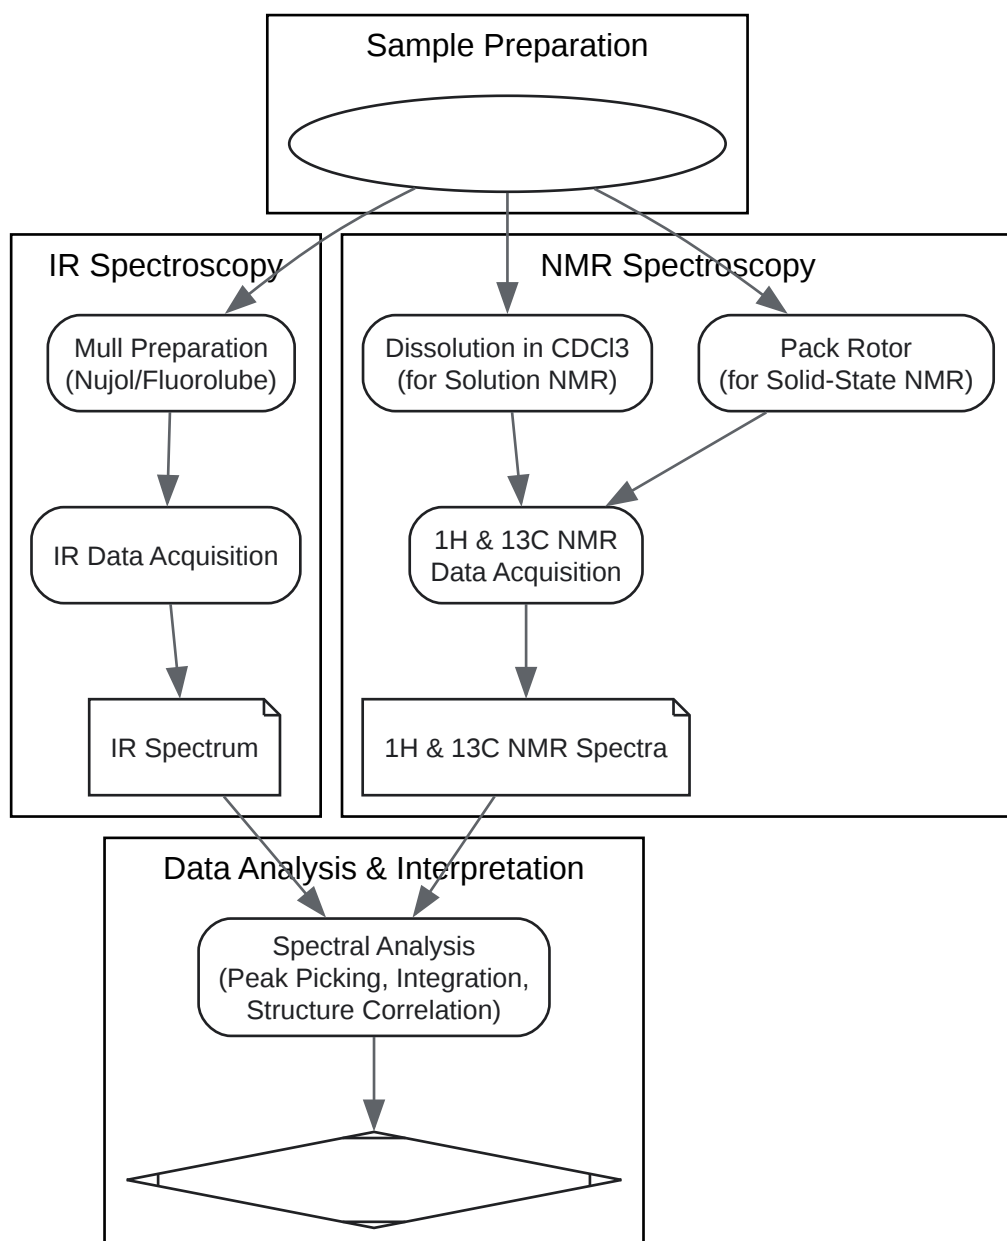 Sample Preparation
IR Spectroscopy
Mull Preparation
(Nujol/Fluorolube)
IR Data Acquisition
IR Spectrum
NMR Spectroscopy
Dissolution in CDCl3
(for Solution NMR)
Pack Rotor
(for Solid-State NMR)
1H & 13C NMR
Data Acquisition
1H & 13C NMR Spectra
Data Analysis & Interpretation
Spectral Analysis
(Peak Picking, Integration,
Structure Correlation)